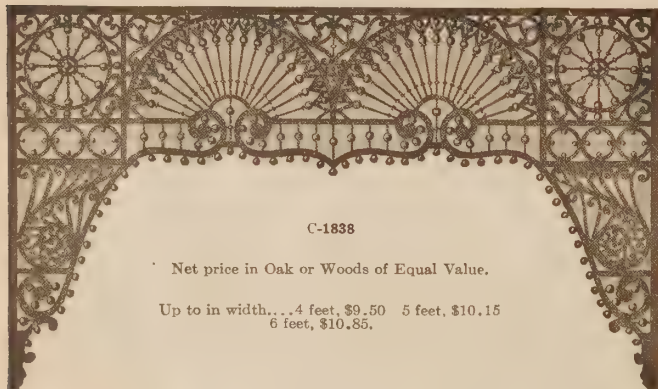 C-1838
Net price in Oak or Woods of Equal Value.
Up to in width....4 feet, $9.50 5 feet, $10.15
6 feet, $10.85.